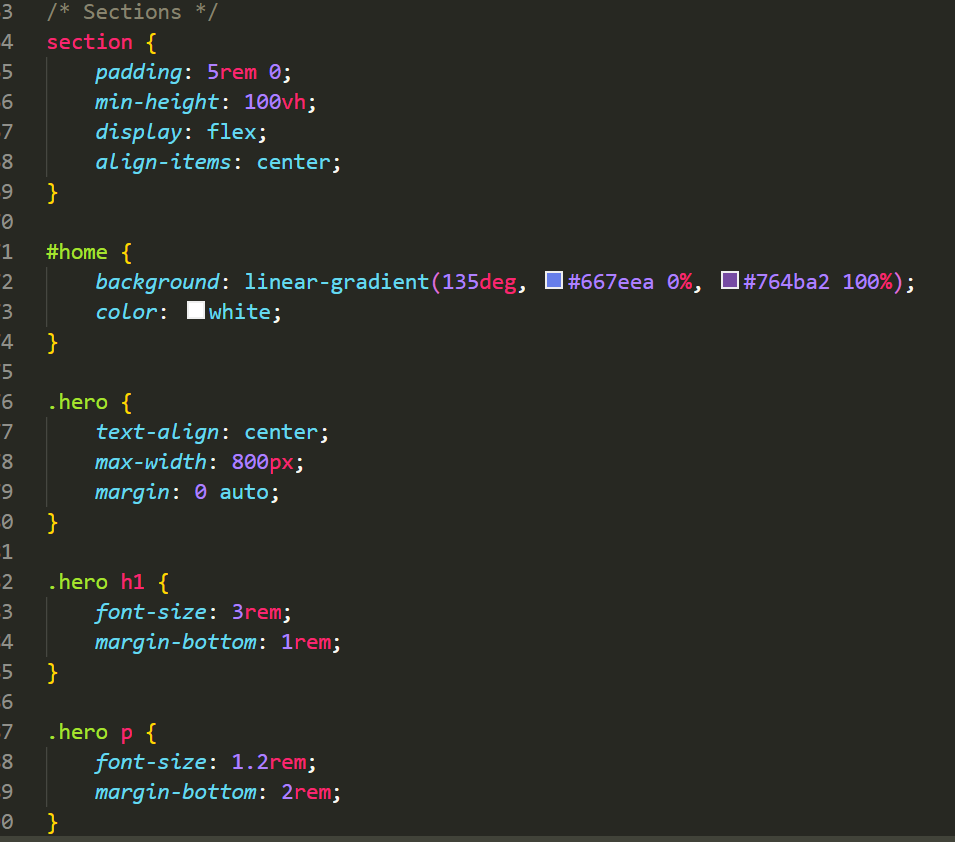 3 /* Sections */
4 section {
5     padding: 5rem 0;
6     min-height: 100vh;
7     display: flex;
8     align-items: center;
9 }
0
1 #home {
2     background: linear-gradient(135deg, #667eea 0%, #764ba2 100%);
3     color: white;
4 }
5
6 .hero {
7     text-align: center;
8     max-width: 800px;
9     margin: 0 auto;
0 }
1
2 .hero h1 {
3     font-size: 3rem;
4     margin-bottom: 1rem;
5 }
6
7 .hero p {
8     font-size: 1.2rem;
9     margin-bottom: 2rem;
0 }